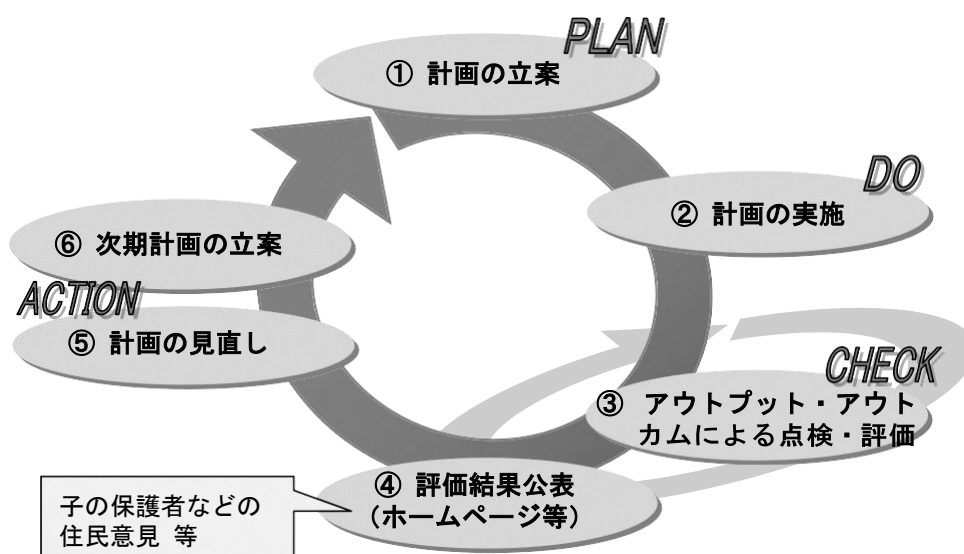 PLAN
① 計画の立案
DO
② 計画の実施
CHECK
③ アウトプット・アウト
カムによる点検・評価
④ 評価結果公表
（ホームページ等）
子の保護者などの
住民意見 等
ACTION
⑤ 計画の見直し
⑥ 次期計画の立案